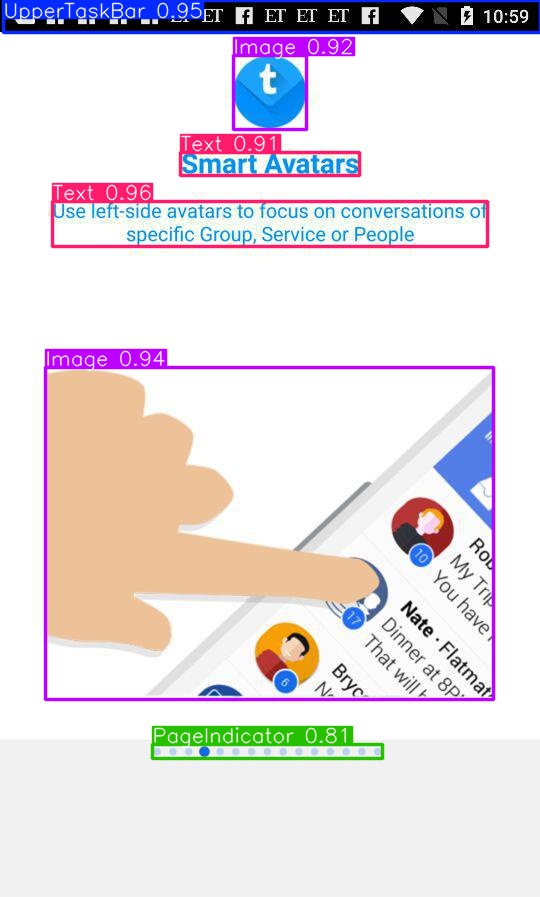 UpperTaskBar 0.95
ET ET ET ET ET 10:59
Image 0.92
t
Text 0.91
Smart Avatars
Text 0.96
Use left-side avatars to focus on conversations of
specific Group, Service or People
Image 0.94
10
Rob
My Trip
You have
17
Nate · Flatmat
Dinner at 8P
That will b
6
Bryc
PageIndicator 0.81